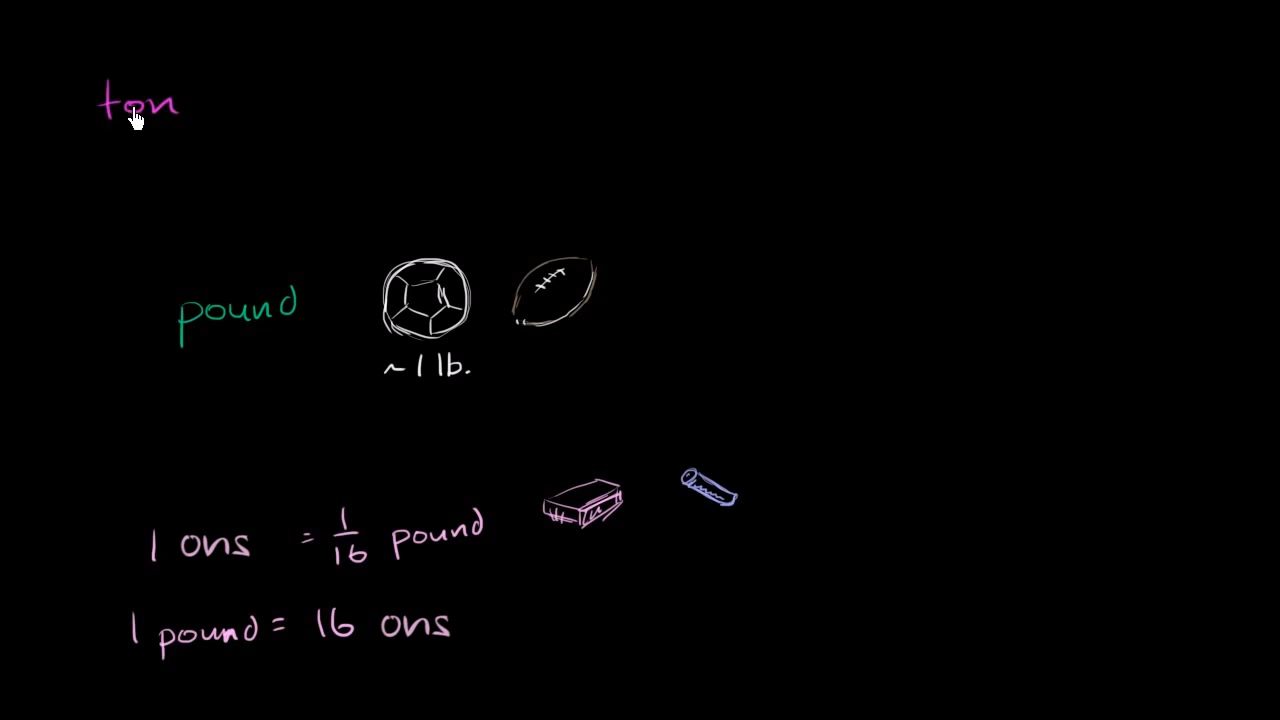 ton
pound
~ 1 lb.
1 ons = 1/16 pound
1 pound = 16 ons